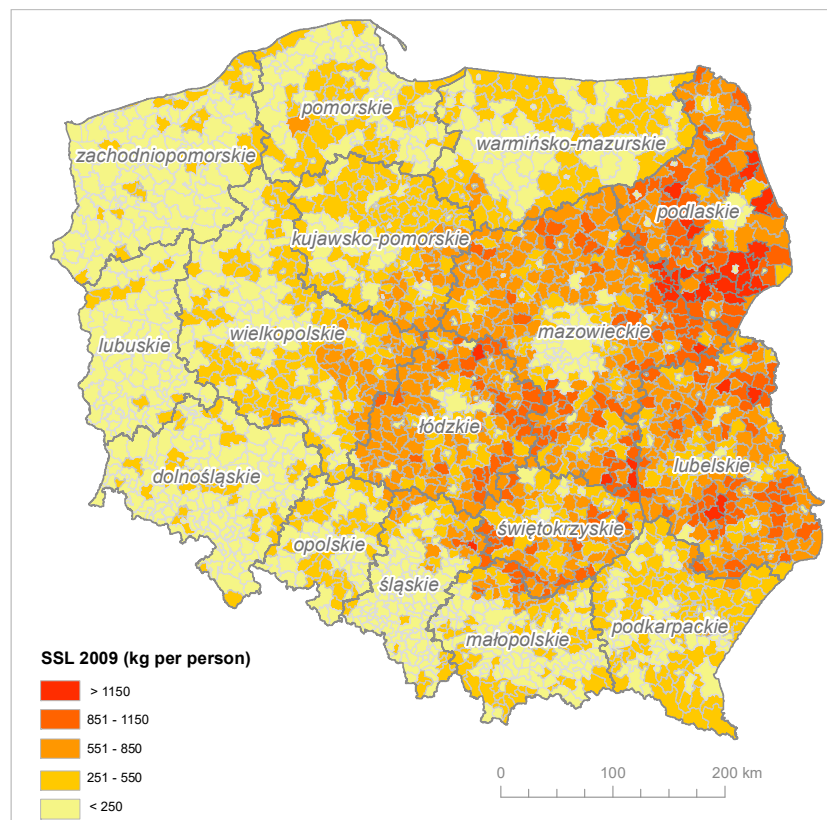 pomorskie
zachodniopomorskie
warmińsko-mazurskie
podlaskie
kujawsko-pomorskie
lubuskie
wielkopolskie
mazowieckie
łódzkie
dolnośląskie
lubelskie
opolskie
świętokrzyskie
śląskie
małopolskie
podkarpackie
SSL 2009 (kg per person)
> 1150
851 - 1150
551 - 850
251 - 550
< 250
0 100 200 km